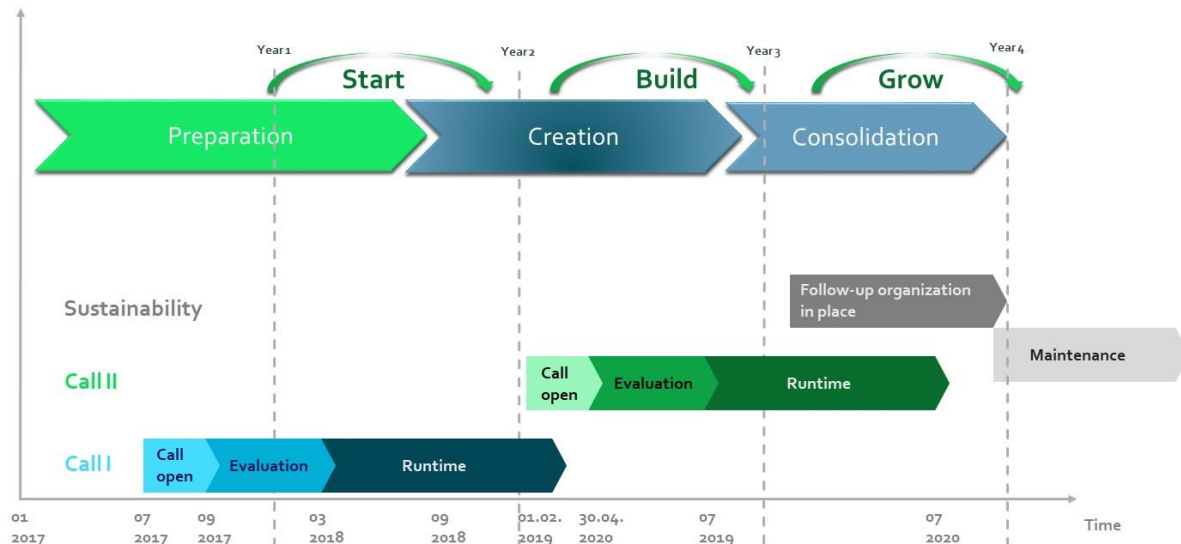 Year1
Year2
Year3
Year4
Start
Build
Grow
Preparation
Creation
Consolidation
Sustainability
Follow-up organization
in place
Maintenance
Call II
Call
open
Evaluation
Runtime
Call I
Call
open
Evaluation
Runtime
01
2017
07
2017
09
2017
03
2018
09
2018
01.02.
2019
30.04.
2020
07
2019
07
2020
Time